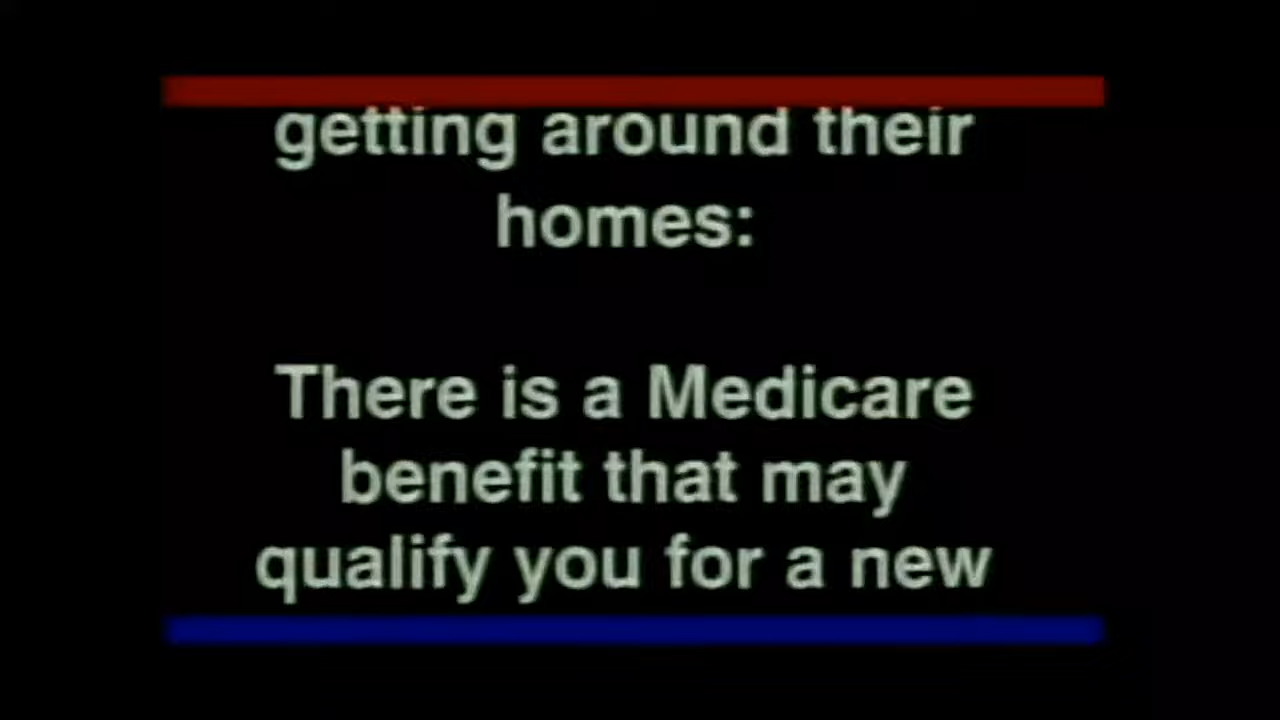 getting around their
homes:
There is a Medicare
benefit that may
qualify you for a new